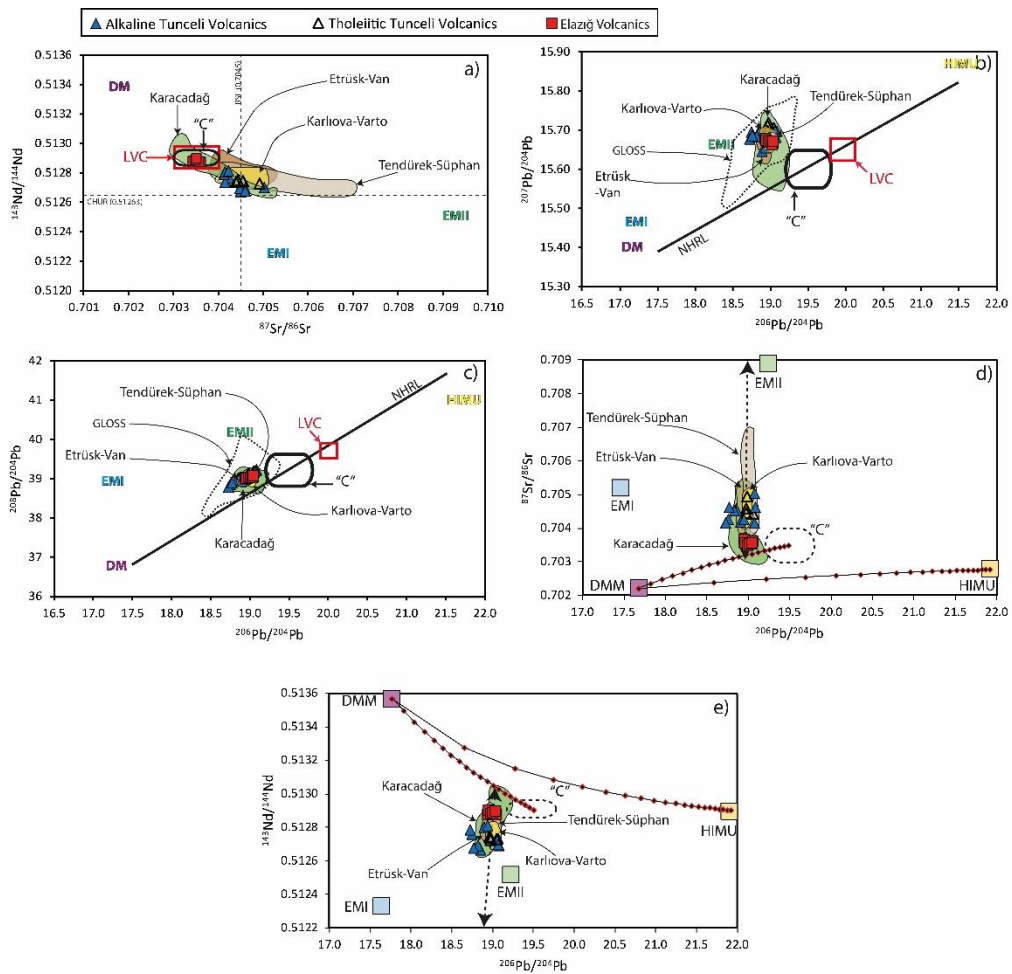 Alkaline Tunceli Volcanics
Tholeiitic Tunceli Volcanics
Elazığ Volcanics
a)
0.5136
0.5134
0.5132
0.5130
0.5128
0.5126
0.5124
0.5122
0.5120
143Nd/144Nd
DM
Karacadağ
"C"
LVC
Etrüsk-Van
Karlıova-Varto
Tendürek-Süphan
CHUR (0.51263)
EMII
EMI
0.701 0.703 0.704 0.705 0.706 0.707 0.708 0.709 0.710
87Sr/86Sr
b)
15.90
15.80
15.70
15.60
15.50
15.40
15.30
207Pb/204Pb
HIMU
Karacadağ
Karlıova-Varto
Tendürek-Süphan
EMII
GLOSS
Etrüsk
-Van
LVC
"C"
EMI
DM
NHRL
16.5 17.0 17.5 18.0 18.5 19.0 19.5 20.0 20.5 21.0 21.5 22.0
206Pb/204Pb
c)
42
41
40
39
38
37
36
208Pb/204Pb
Tendürek-Süphan
GLOSS
EMII
Etrüsk-Van
EMI
NHRL
HIMU
LVC
"C"
Karlıova-Varto
Karacadağ
DM
16.5 17.0 17.5 18.0 18.5 19.0 19.5 20.0 20.5 21.0 21.5 22.0
206Pb/204Pb
d)
0.709
0.708
0.707
0.706
0.705
0.704
0.703
0.702
87Sr/86Sr
EMII
Tendürek-Süphan
Etrüsk-Van
Karlıova-Varto
EMI
"C"
Karacadağ
DMM
HIMU
17.0 17.5 18.0 18.5 19.0 19.5 20.0 20.5 21.0 21.5 22.0
206Pb/204Pb
e)
0.5136
0.5134
0.5132
0.5130
0.5128
0.5126
0.5124
0.5122
143Nd/144Nd
DMM
Karacadağ
"C"
Tendürek-Süphan
HIMU
Etrüsk-Van
Karlıova-Varto
EMII
EMI
17.0 17.5 18.0 18.5 19.0 19.5 20.0 20.5 21.0 21.5 22.0
206Pb/204Pb